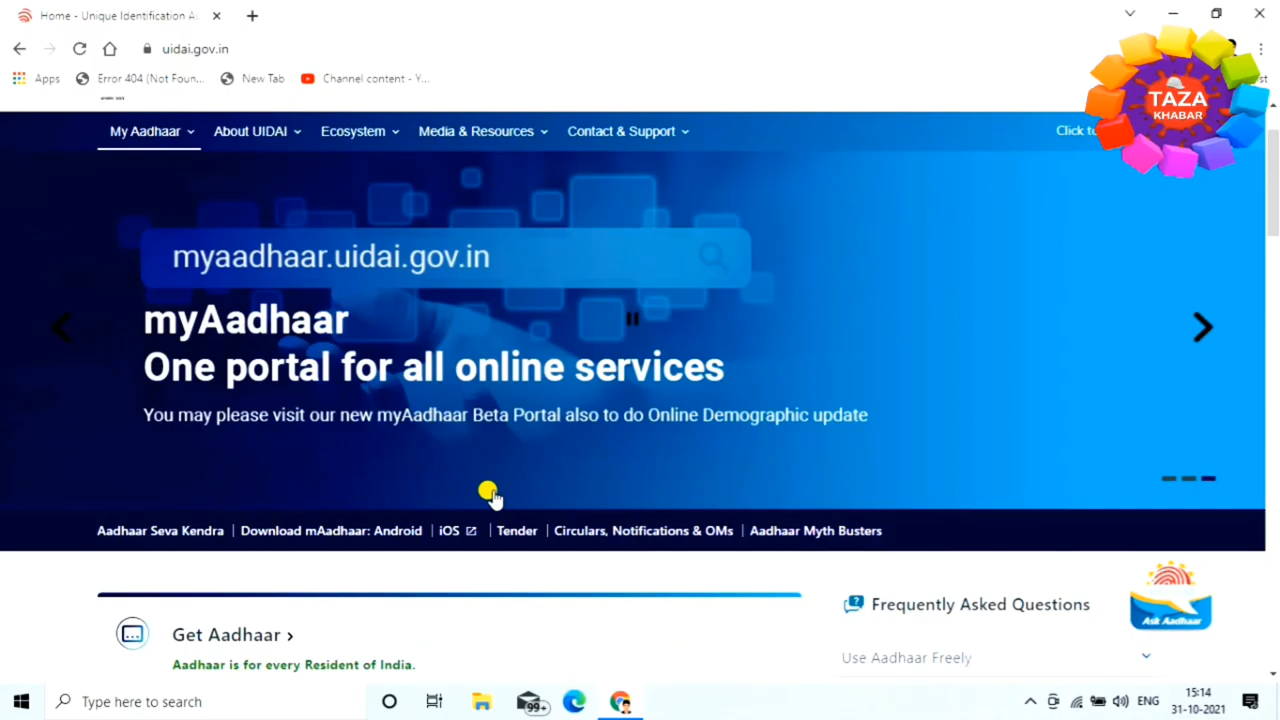 Home - Unique Identification A
uidai.gov.in
Apps
Error 404 (Not Foun...
New Tab
Channel content - Y...
TAZA
KHABAR
My Aadhaar
About UIDAI
Ecosystem
Media & Resources
Contact & Support
Click
myaadhaar.uidai.gov.in
myAadhaar
One portal for all online services
You may please visit our new myAadhaar Beta Portal also to do Online Demographic update
Aadhaar Seva Kendra | Download mAadhaar: Android | iOS | Tender | Circulars, Notifications & OMs | Aadhaar Myth Busters
Get Aadhaar >
Aadhaar is for every Resident of India.
Frequently Asked Questions
Ask Aadhaar
Use Aadhaar Freely
Type here to search
99+
ENG
15:14
31-10-2021